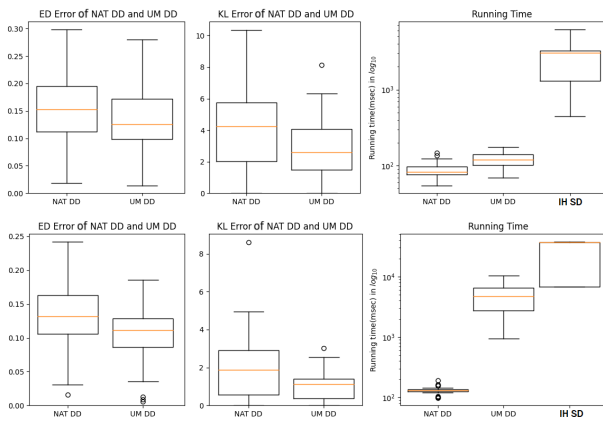 ED Error of NAT DD and UM DD
0.30
0.25
0.20
0.15
0.10
0.05
0.00
NAT DD
UM DD
KL Error of NAT DD and UM DD
10
8
6
4
2
0
NAT DD
UM DD
Running Time
Running time(msec) in log10
10^3
10^2
NAT DD
UM DD
IH SD
ED Error of NAT DD and UM DD
0.25
0.20
0.15
0.10
0.05
0.00
NAT DD
UM DD
KL Error of NAT DD and UM DD
8
6
4
2
0
NAT DD
UM DD
Running Time
Running time(msec) in log10
10^4
10^3
10^2
NAT DD
UM DD
IH SD